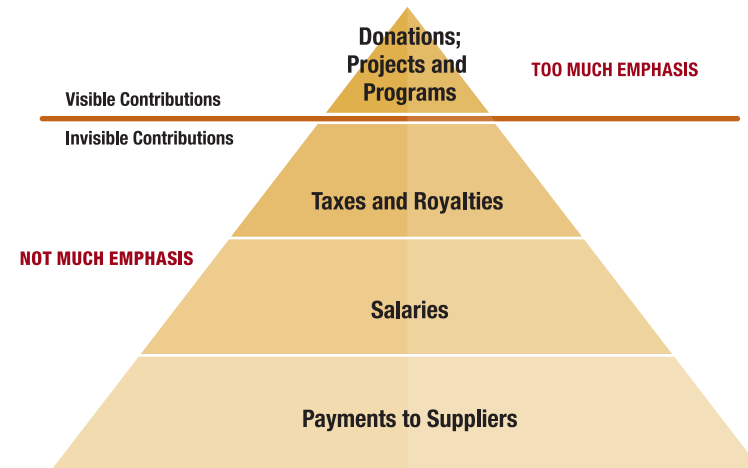 Donations;
Projects and
Programs
TOO MUCH EMPHASIS
Visible Contributions
Invisible Contributions
Taxes and Royalties
NOT MUCH EMPHASIS
Salaries
Payments to Suppliers